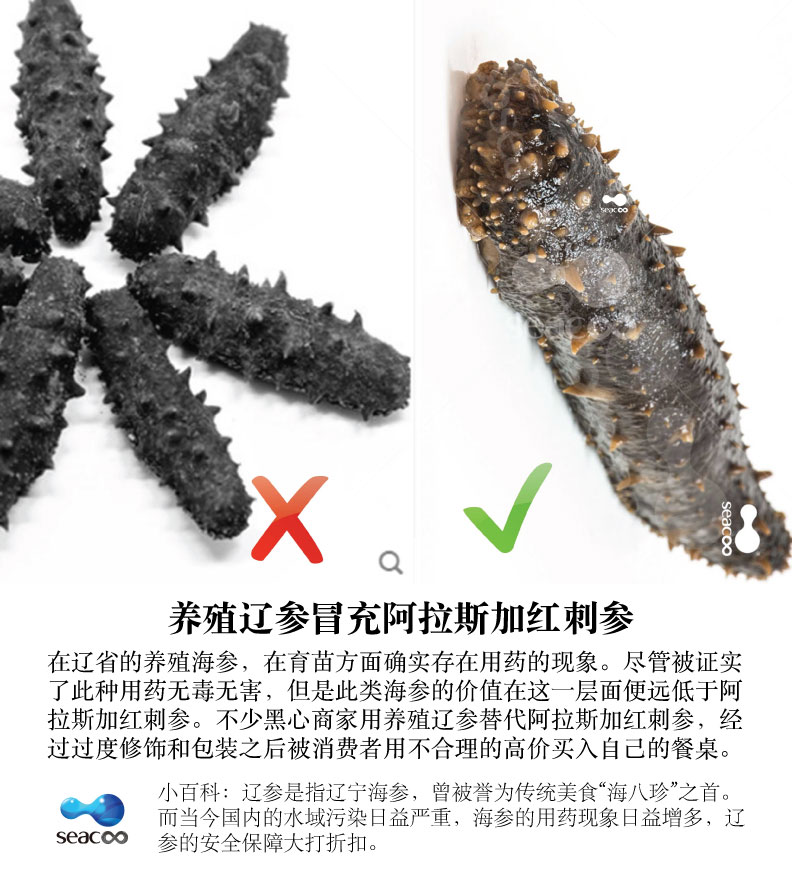 seacoo
seacoo
seacoo
养殖辽参冒充阿拉斯加红刺参
在辽省的养殖海参，在育苗方面确实存在用药的现象。尽管被证实
了此种用药无毒无害，但是此类海参的价值在这一层面便远低于阿
拉斯加红刺参。不少黑心商家用养殖辽参替代阿拉斯加红刺参，经
过过度修饰和包装之后被消费者用不合理的高价买入自己的餐桌。
小百科：辽参是指辽宁海参，曾被誉为传统美食“海八珍”之首。
而当今国内的水域污染日益严重，海参的用药现象日益增多，辽
参的安全保障大打折扣。
seacoo